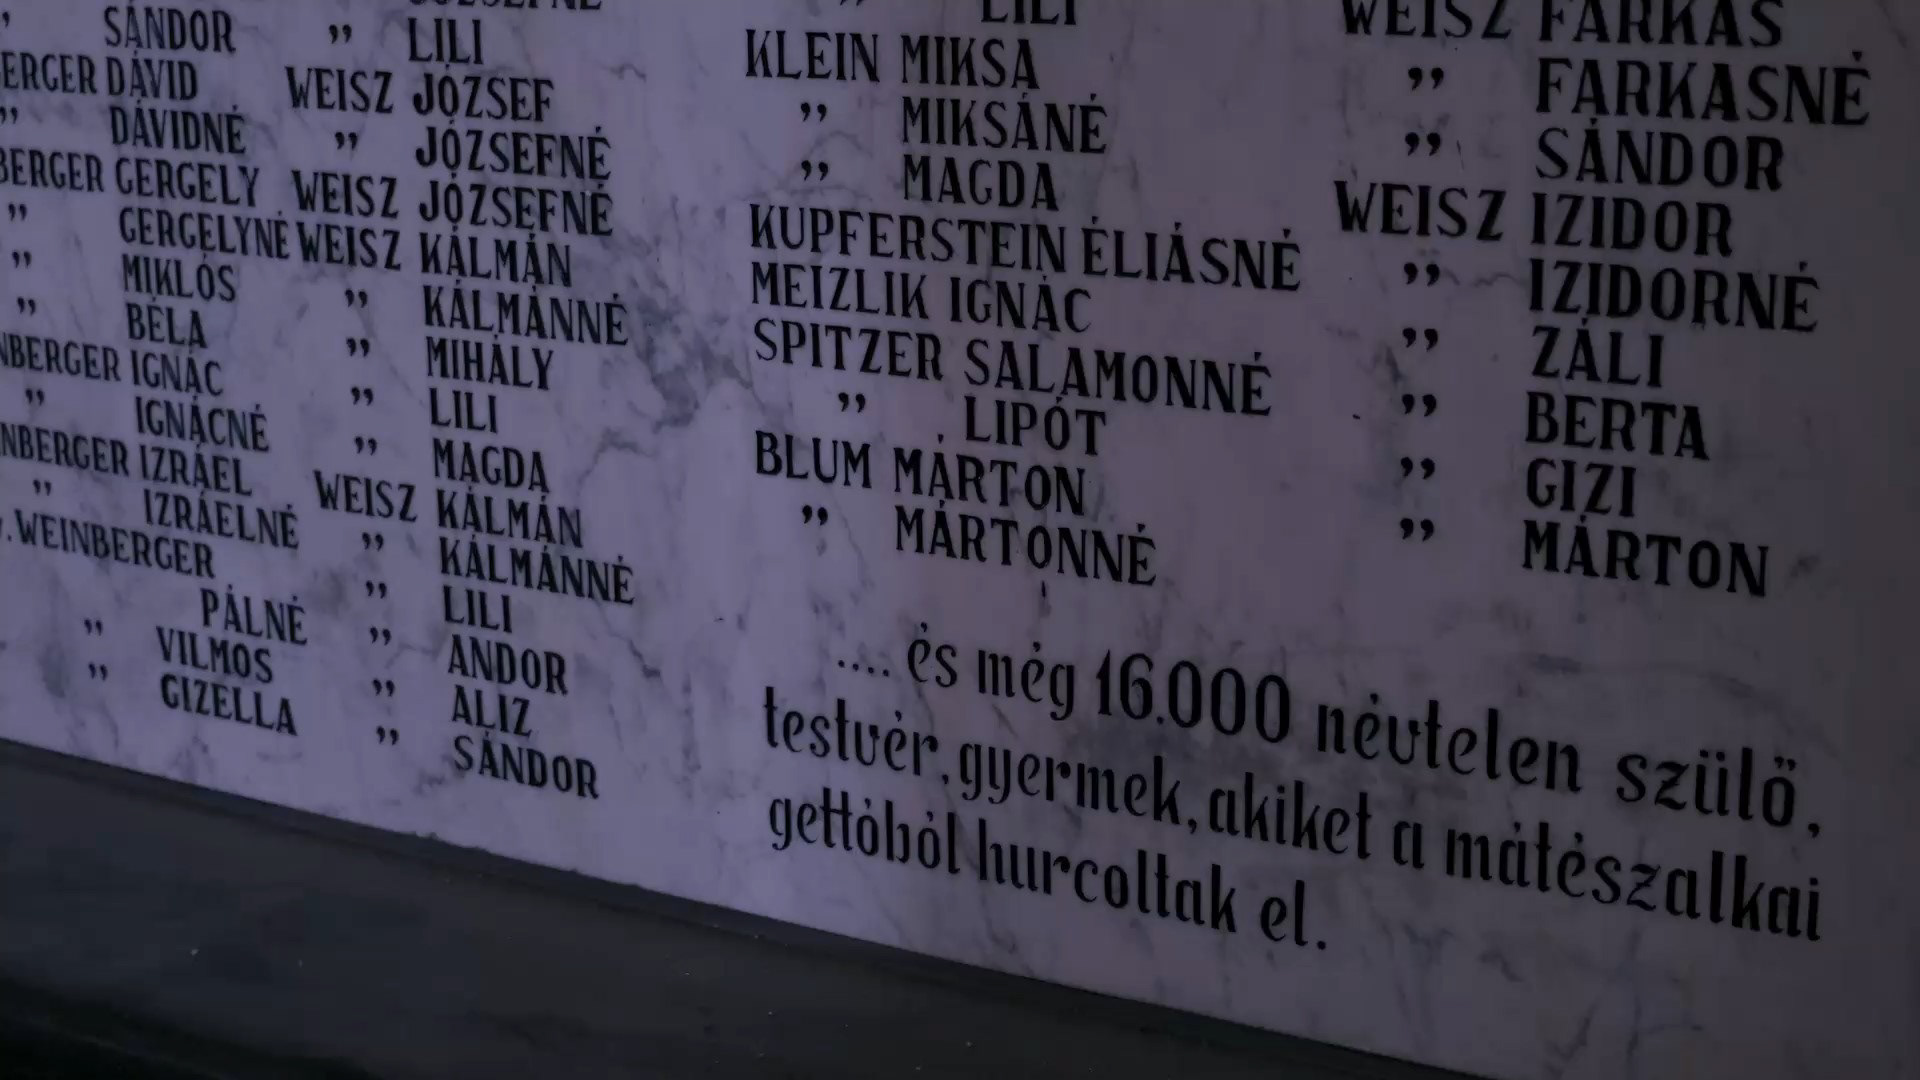 SÁNDOR
DÁVID
" DÁVIDNÉ
GERGELY
" GERGELYNÉ
" MIKLÓS
" BÉLA
IGNÁC
" IGNÁCNÉ
IZRÁEL
" IZRÁELNÉ
WEINBERGER
PÁLNÉ
" VILMOS
" GIZELLA
" LILI
WEISZ JÓZSEF
" JÓZSEFNÉ
WEISZ JÓZSEFNÉ
WEISZ KÁLMÁN
" KÁLMÁNNÉ
" MIHÁLY
" LILI
" MAGDA
WEISZ KÁLMÁN
" KÁLMÁNNÉ
" LILI
" ANDOR
" ALIZ
" SÁNDOR
" LILI
KLEIN MIKSA
" MIKSÁNÉ
" MAGDA
KUPFERSTEIN ÉLIÁSNÉ
MEIZLIK IGNÁC
SPITZER SALAMONNÉ
" LIPÓT
BLUM MÁRTON
" MÁRTONNÉ
WEISZ FARKAS
" FARKASNÉ
" SÁNDOR
WEISZ IZIDOR
" IZIDORNÉ
" ZÁLI
" BERTA
" GIZI
" MÁRTON
.... és még 16.000 névtelen szülő,
testvér, gyermek, akiket a mátészalkai
gettóból hurcoltak el.